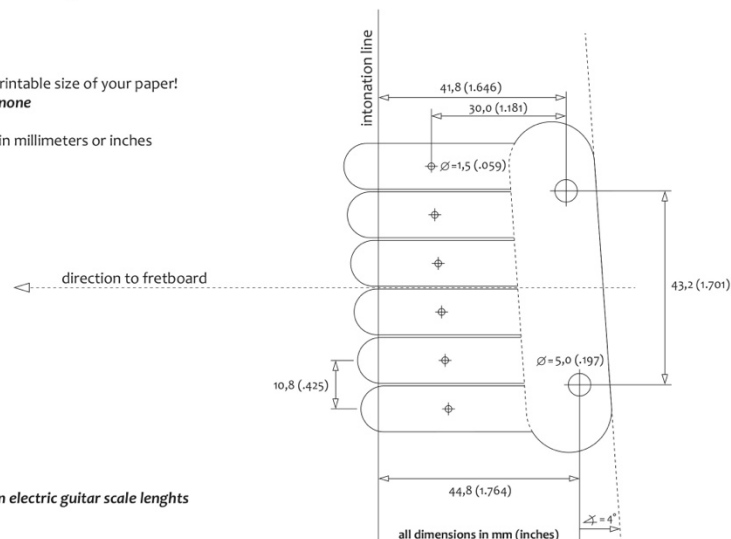 rintable size of your paper!
none
in millimeters or inches
direction to fretboard
n electric guitar scale lenghts
intonation line
41,8 (1.646)
30,0 (1.181)
Ø=1,5 (.059)
43,2 (1.701)
Ø=5,0 (.197)
10,8 (.425)
44,8 (1.764)
∡=4°
all dimensions in mm (inches)